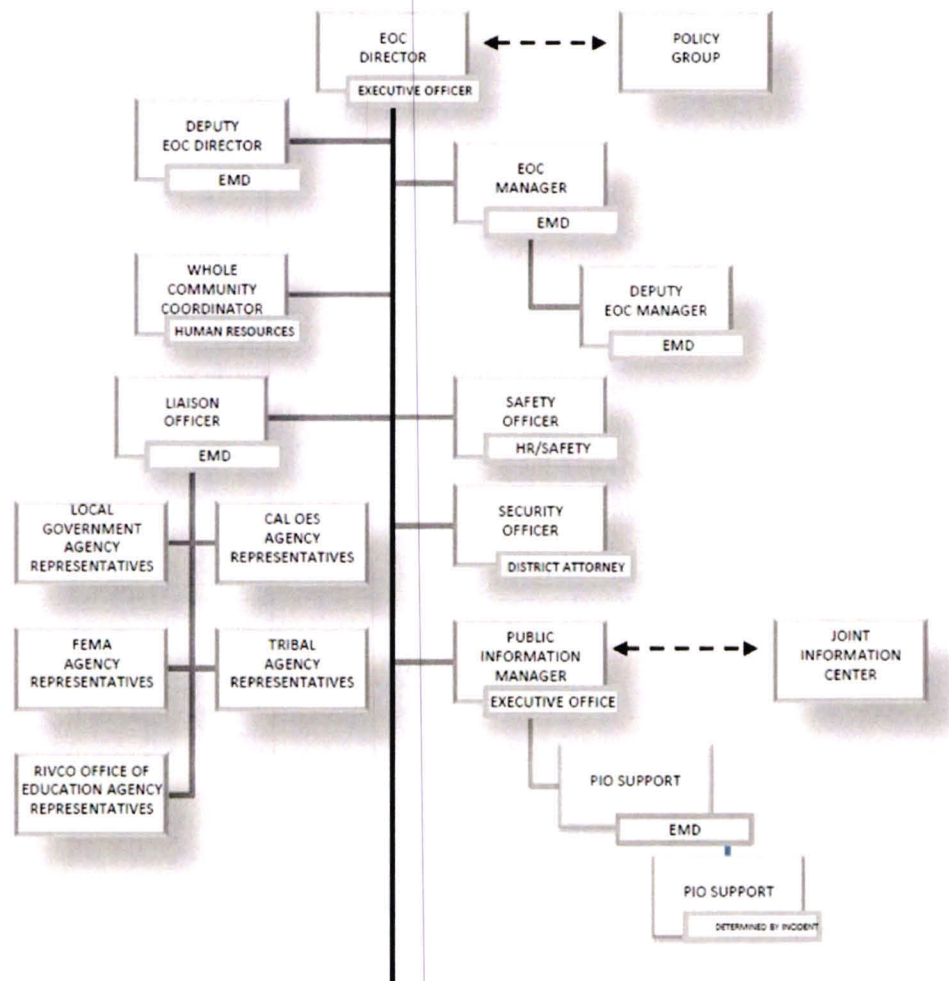 EOC
DIRECTOR
EXECUTIVE OFFICER
POLICY
GROUP
DEPUTY
EOC DIRECTOR
EMD
EOC
MANAGER
EMD
WHOLE
COMMUNITY
COORDINATOR
HUMAN RESOURCES
DEPUTY
EOC MANAGER
EMD
LIAISON
OFFICER
EMD
SAFETY
OFFICER
HR/SAFETY
LOCAL
GOVERNMENT
AGENCY
REPRESENTATIVES
CAL OES
AGENCY
REPRESENTATIVES
SECURITY
OFFICER
DISTRICT ATTORNEY
FEMA
AGENCY
REPRESENTATIVES
TRIBAL
AGENCY
REPRESENTATIVES
PUBLIC
INFORMATION
MANAGER
EXECUTIVE OFFICE
JOINT
INFORMATION
CENTER
RIVCO OFFICE OF
EDUCATION AGENCY
REPRESENTATIVES
PIO SUPPORT
EMD
PIO SUPPORT
DETERMINED BY INCIDENT